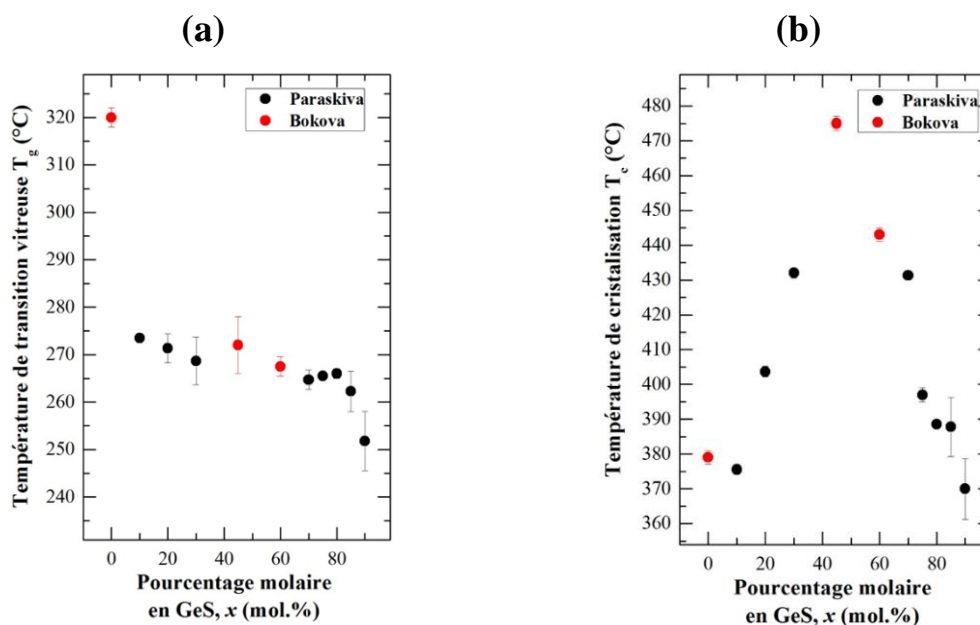 (a)
(b)
Température de transition vitreuse Tg (°C)
320
310
300
290
280
270
260
250
240
Paraskiva
Bokova
0 20 40 60 80
Pourcentage molaire
en GeS, x (mol.%)
Température de cristalisation Tc (°C)
480
470
460
450
440
430
420
410
400
390
380
370
360
Paraskiva
Bokova
0 20 40 60 80
Pourcentage molaire
en GeS, x (mol.%)